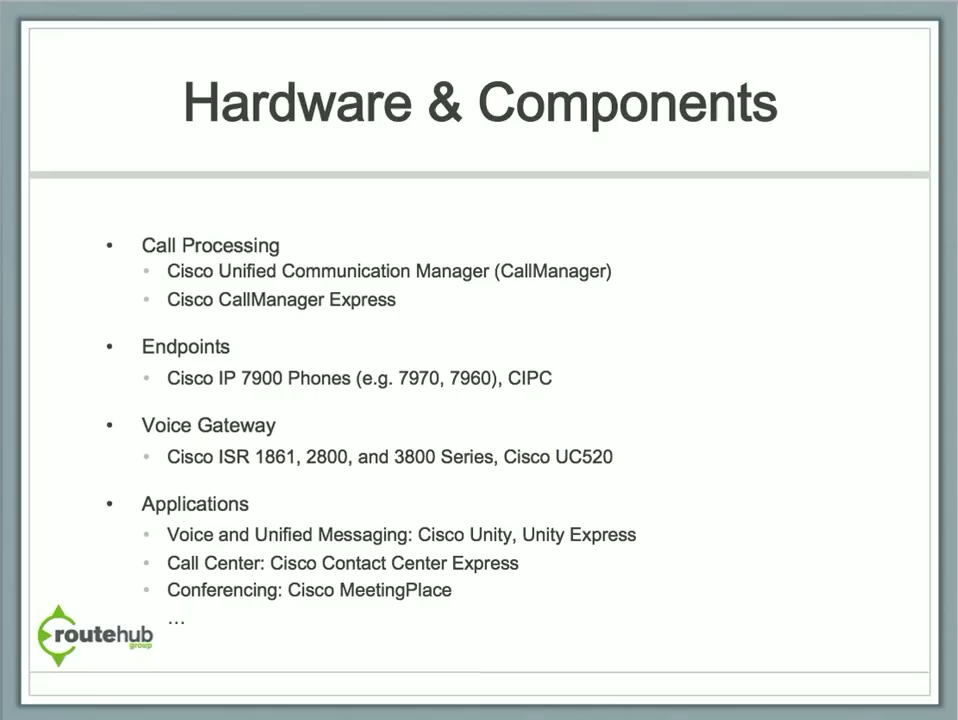 Hardware & Components
• Call Processing
• Cisco Unified Communication Manager (CallManager)
• Cisco CallManager Express
• Endpoints
• Cisco IP 7900 Phones (e.g. 7970, 7960), CIPC
• Voice Gateway
• Cisco ISR 1861, 2800, and 3800 Series, Cisco UC520
• Applications
• Voice and Unified Messaging: Cisco Unity, Unity Express
• Call Center: Cisco Contact Center Express
• Conferencing: Cisco MeetingPlace
…
routehub
group